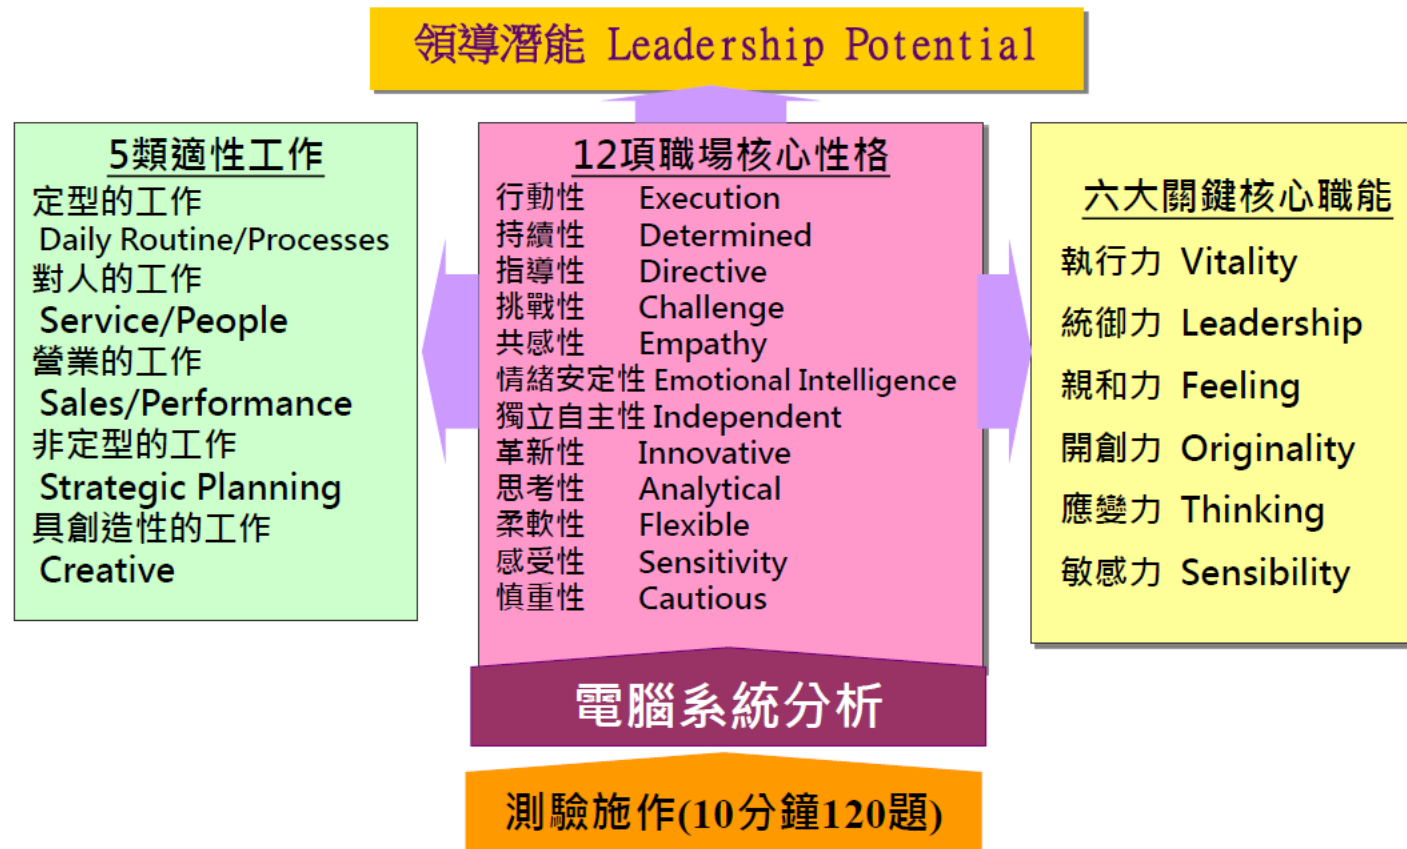 領導潛能 Leadership Potential
5類適性工作
定型的工作
Daily Routine/Processes
對人的工作
Service/People
營業的工作
Sales/Performance
非定型的工作
Strategic Planning
具創造性的工作
Creative
12項職場核心性格
行動性 Execution
持續性 Determined
指導性 Directive
挑戰性 Challenge
共感性 Empathy
情緒安定性 Emotional Intelligence
獨立自主性 Independent
革新性 Innovative
思考性 Analytical
柔軟性 Flexible
感受性 Sensitivity
慎重性 Cautious
六大關鍵核心職能
執行力 Vitality
統御力 Leadership
親和力 Feeling
開創力 Originality
應變力 Thinking
敏感力 Sensibility
電腦系統分析
測驗施作(10分鐘120題)